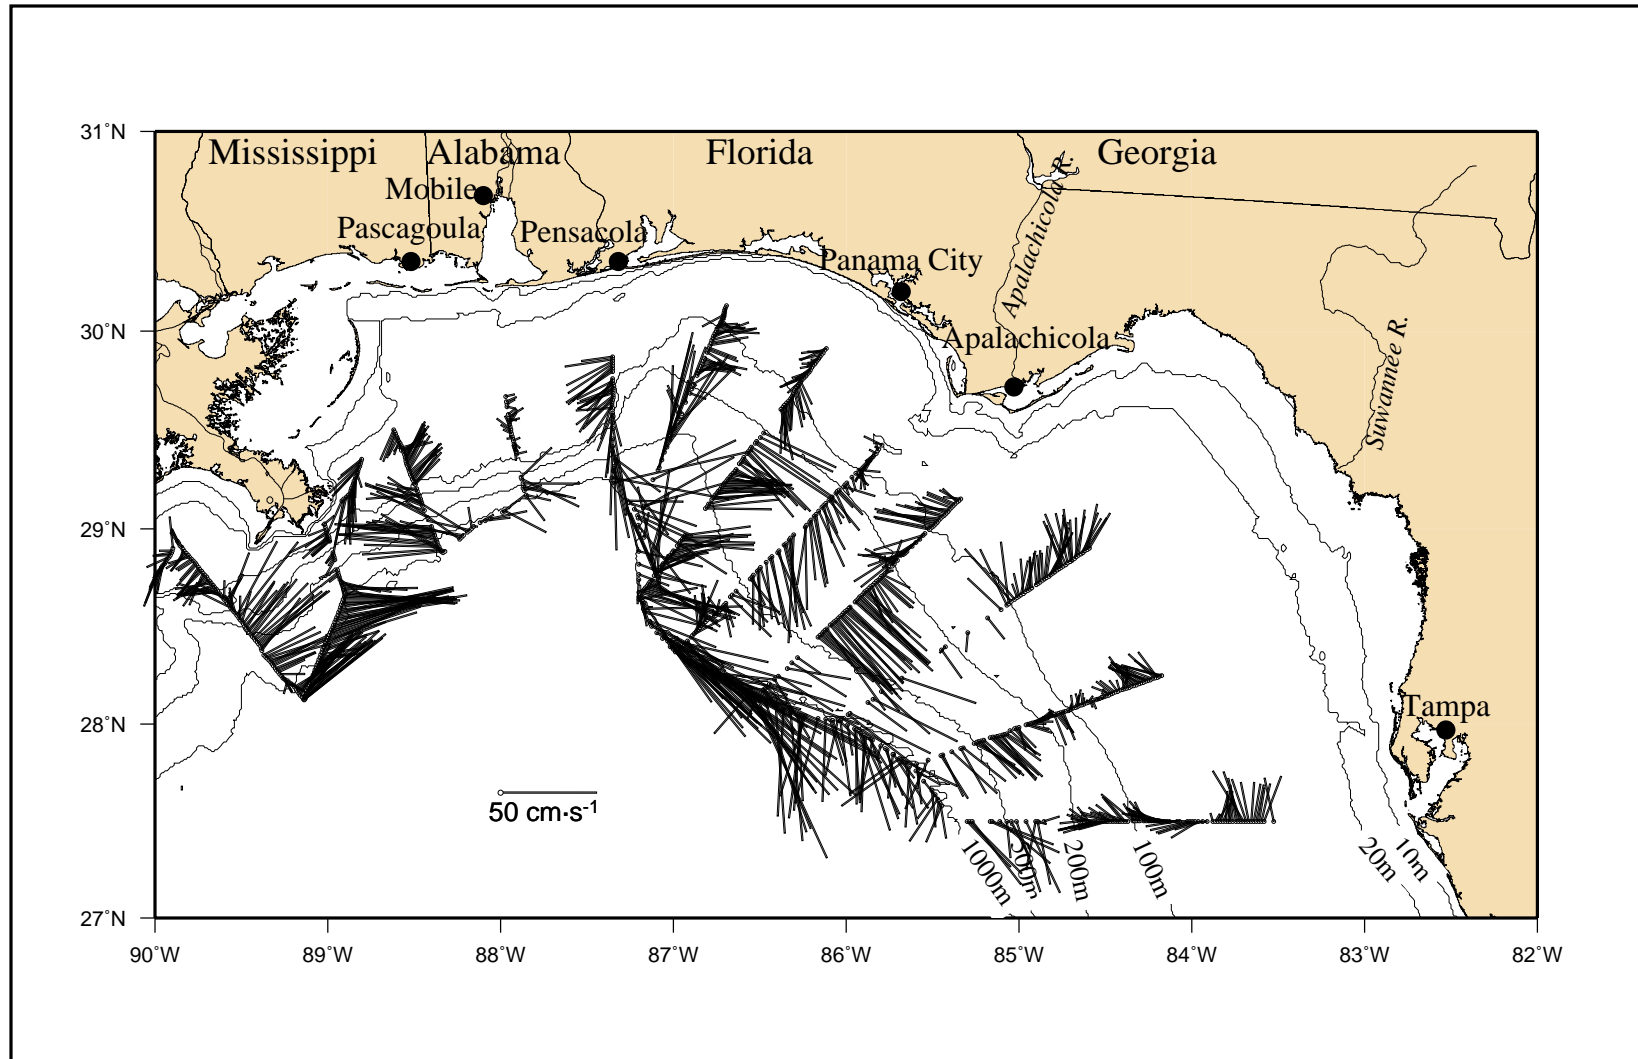 31˚N
30˚N
29˚N
28˚N
27˚N
Mississippi
Alabama
Florida
Georgia
Mobile
Pascagoula
Pensacola
Panama City
Apalachicola
Apalachicola R.
Suwannee R.
Tampa
50 cm·s-1
1000m
500m
200m
100m
20m
10m
90˚W
89˚W
88˚W
87˚W
86˚W
85˚W
84˚W
83˚W
82˚W